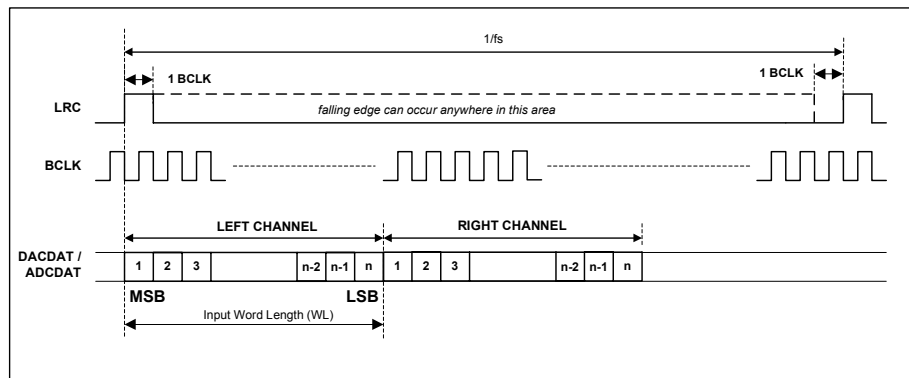 1/fs
1 BCLK
1 BCLK
LRC
falling edge can occur anywhere in this area
BCLK
LEFT CHANNEL
RIGHT CHANNEL
DACDAT /
ADCDAT
1 2 3 n-2 n-1 n 1 2 3 n-2 n-1 n
MSB LSB
Input Word Length (WL)